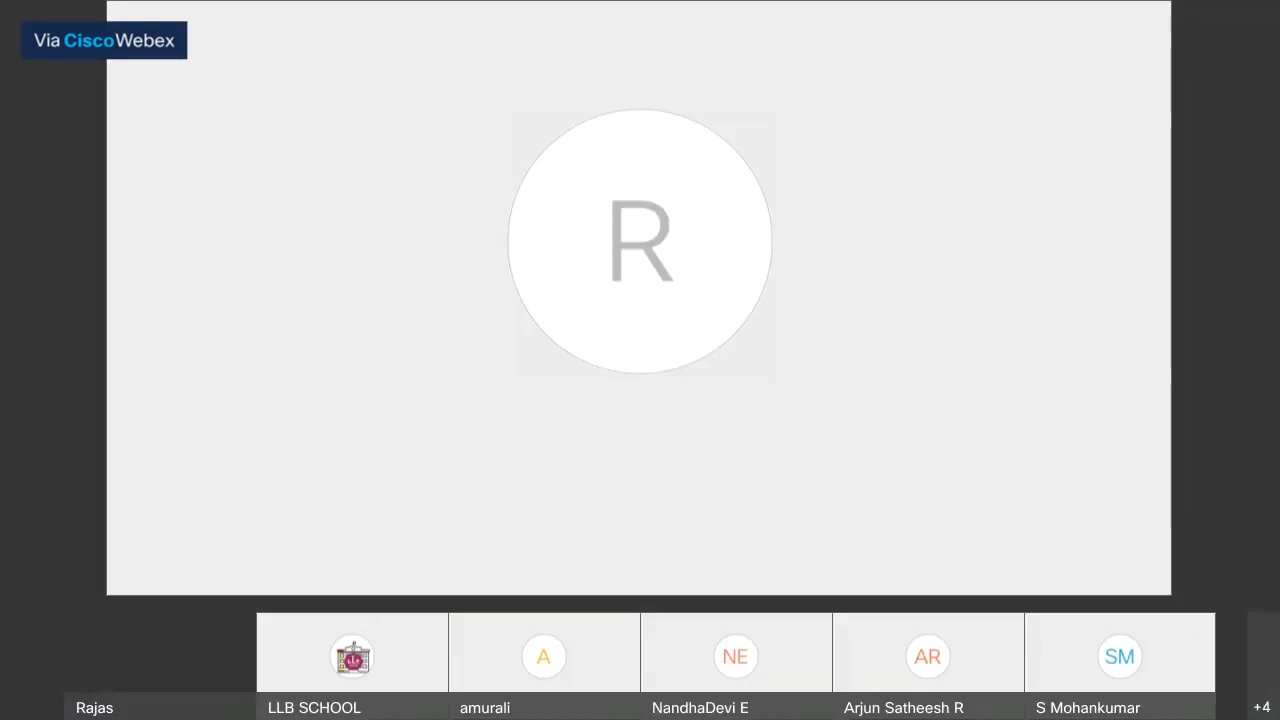 Via CiscoWebex
R
A
NE
AR
SM
Rajas
LLB SCHOOL
amurali
NandhaDevi E
Arjun Satheesh R
S Mohankumar
+4